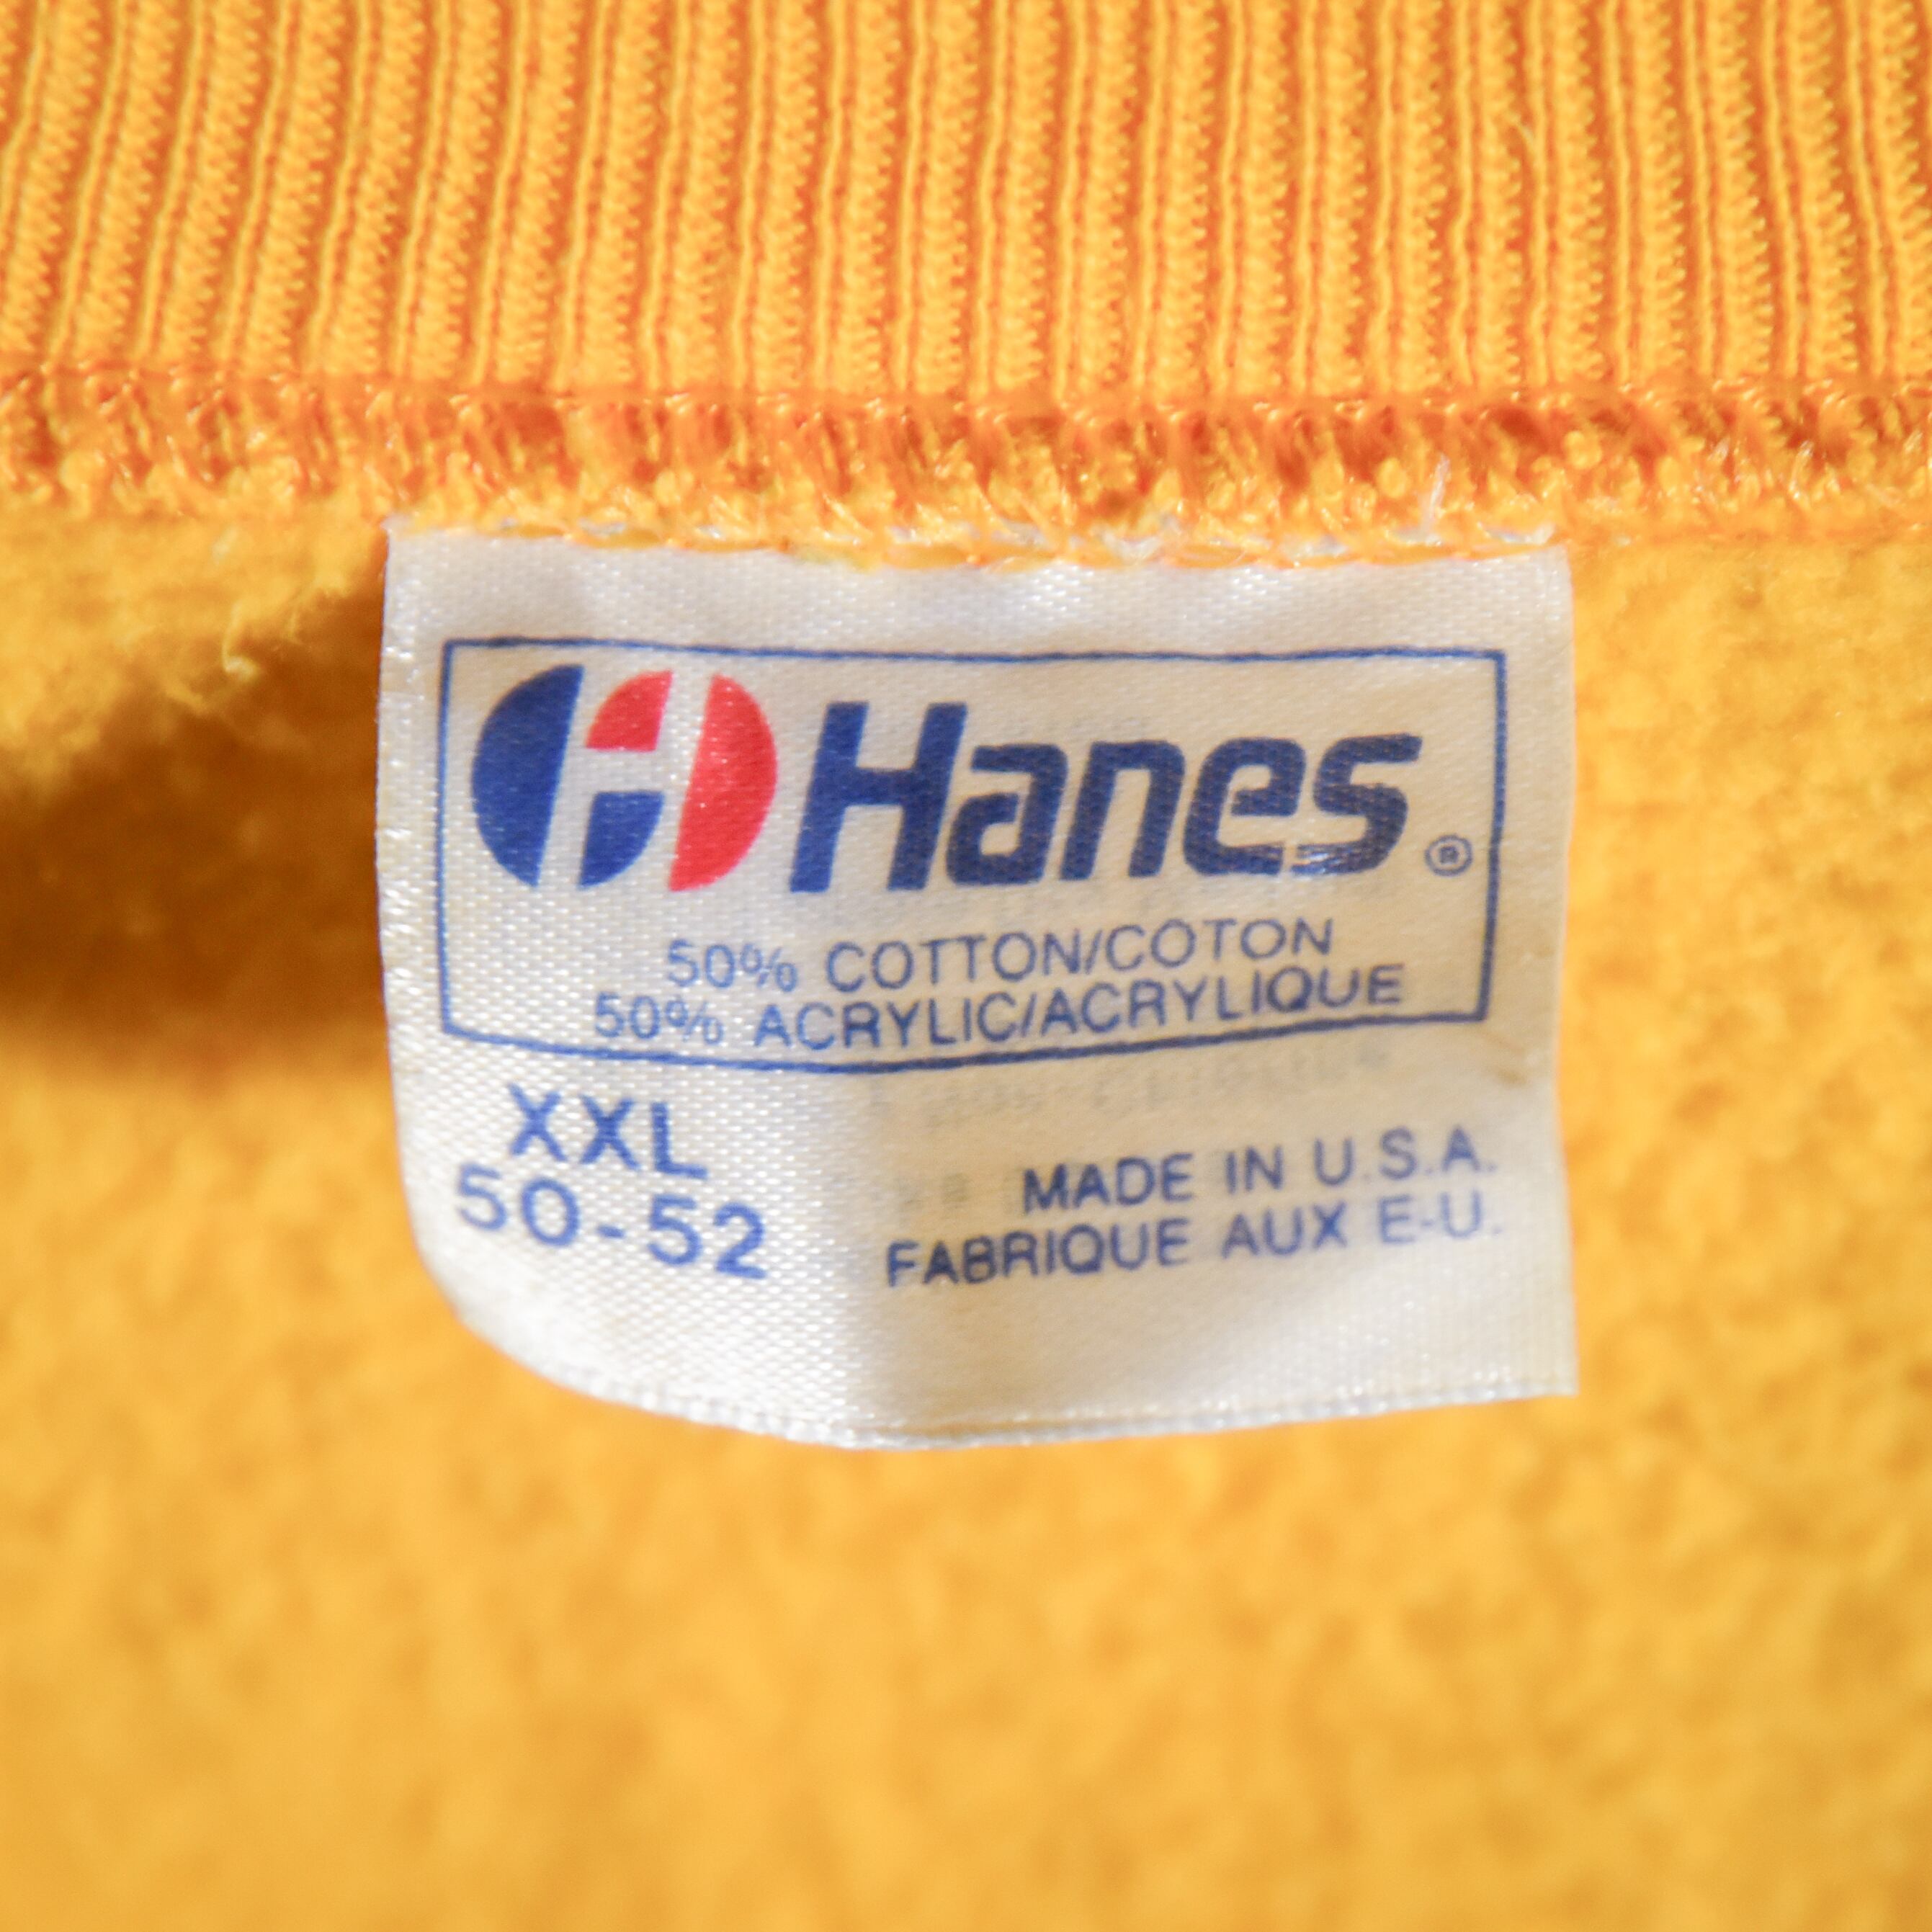 Hanes®
50% COTTON/COTON
50% ACRYLIC/ACRYLIQUE
XXL
50-52
MADE IN U.S.A.
FABRIQUE AUX E-U.